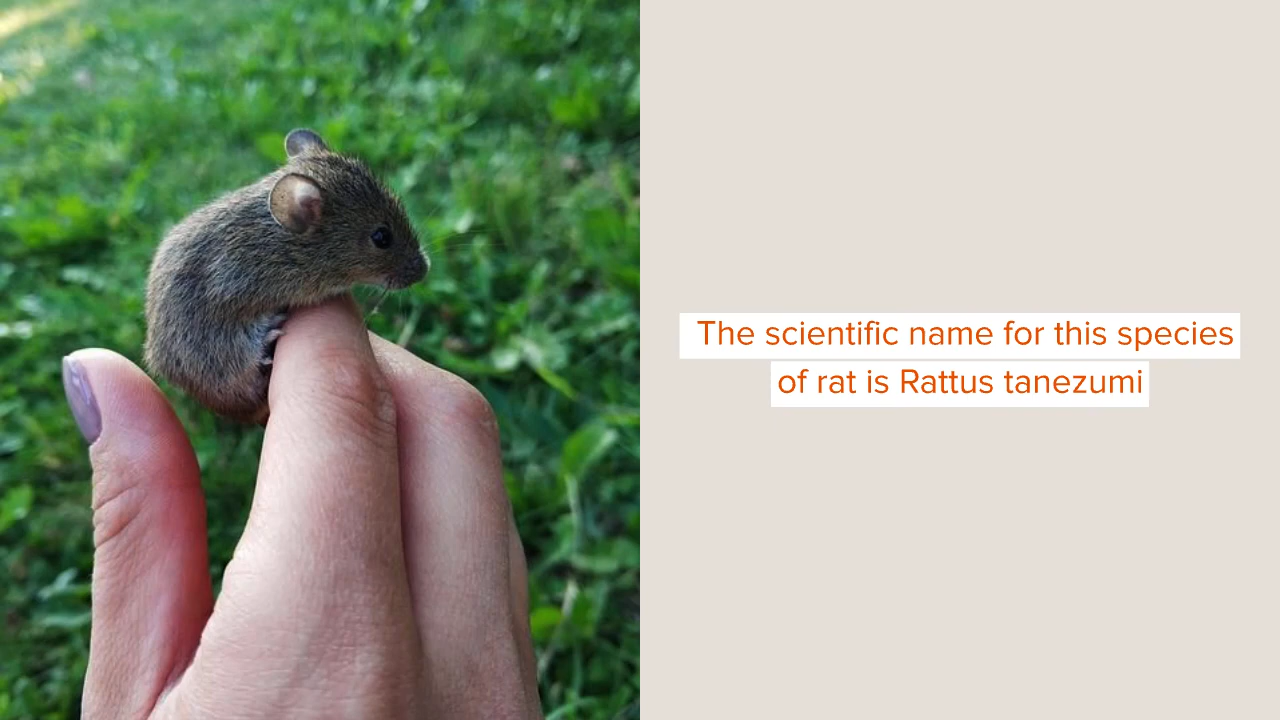 The scientific name for this species
of rat is Rattus tanezumi